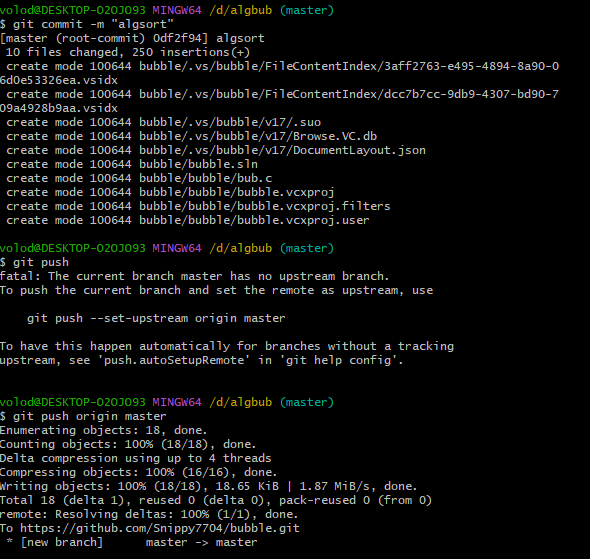 volod@DESKTOP-O2OJO93 MINGW64 /d/algbub (master)
$ git commit -m "algsort"
[master (root-commit) 0df2f94] algsort
 10 files changed, 250 insertions(+)
 create mode 100644 bubble/.vs/bubble/FileContentIndex/3aff2763-e495-4894-8a90-0
6d0e53326ea.vsidx
 create mode 100644 bubble/.vs/bubble/FileContentIndex/dcc7b7cc-9db9-4307-bd90-7
09a4928b9aa.vsidx
 create mode 100644 bubble/.vs/bubble/v17/.suo
 create mode 100644 bubble/.vs/bubble/v17/Browse.VC.db
 create mode 100644 bubble/.vs/bubble/v17/DocumentLayout.json
 create mode 100644 bubble/bubble.sln
 create mode 100644 bubble/bubble/bub.c
 create mode 100644 bubble/bubble/bubble.vcxproj
 create mode 100644 bubble/bubble/bubble.vcxproj.filters
 create mode 100644 bubble/bubble/bubble.vcxproj.user

volod@DESKTOP-O2OJO93 MINGW64 /d/algbub (master)
$ git push
fatal: The current branch master has no upstream branch.
To push the current branch and set the remote as upstream, use

    git push --set-upstream origin master

To have this happen automatically for branches without a tracking
upstream, see 'push.autoSetupRemote' in 'git help config'.


volod@DESKTOP-O2OJO93 MINGW64 /d/algbub (master)
$ git push origin master
Enumerating objects: 18, done.
Counting objects: 100% (18/18), done.
Delta compression using up to 4 threads
Compressing objects: 100% (16/16), done.
Writing objects: 100% (18/18), 18.65 KiB | 1.87 MiB/s, done.
Total 18 (delta 1), reused 0 (delta 0), pack-reused 0 (from 0)
remote: Resolving deltas: 100% (1/1), done.
To https://github.com/Snippy7704/bubble.git
 * [new branch]      master -> master